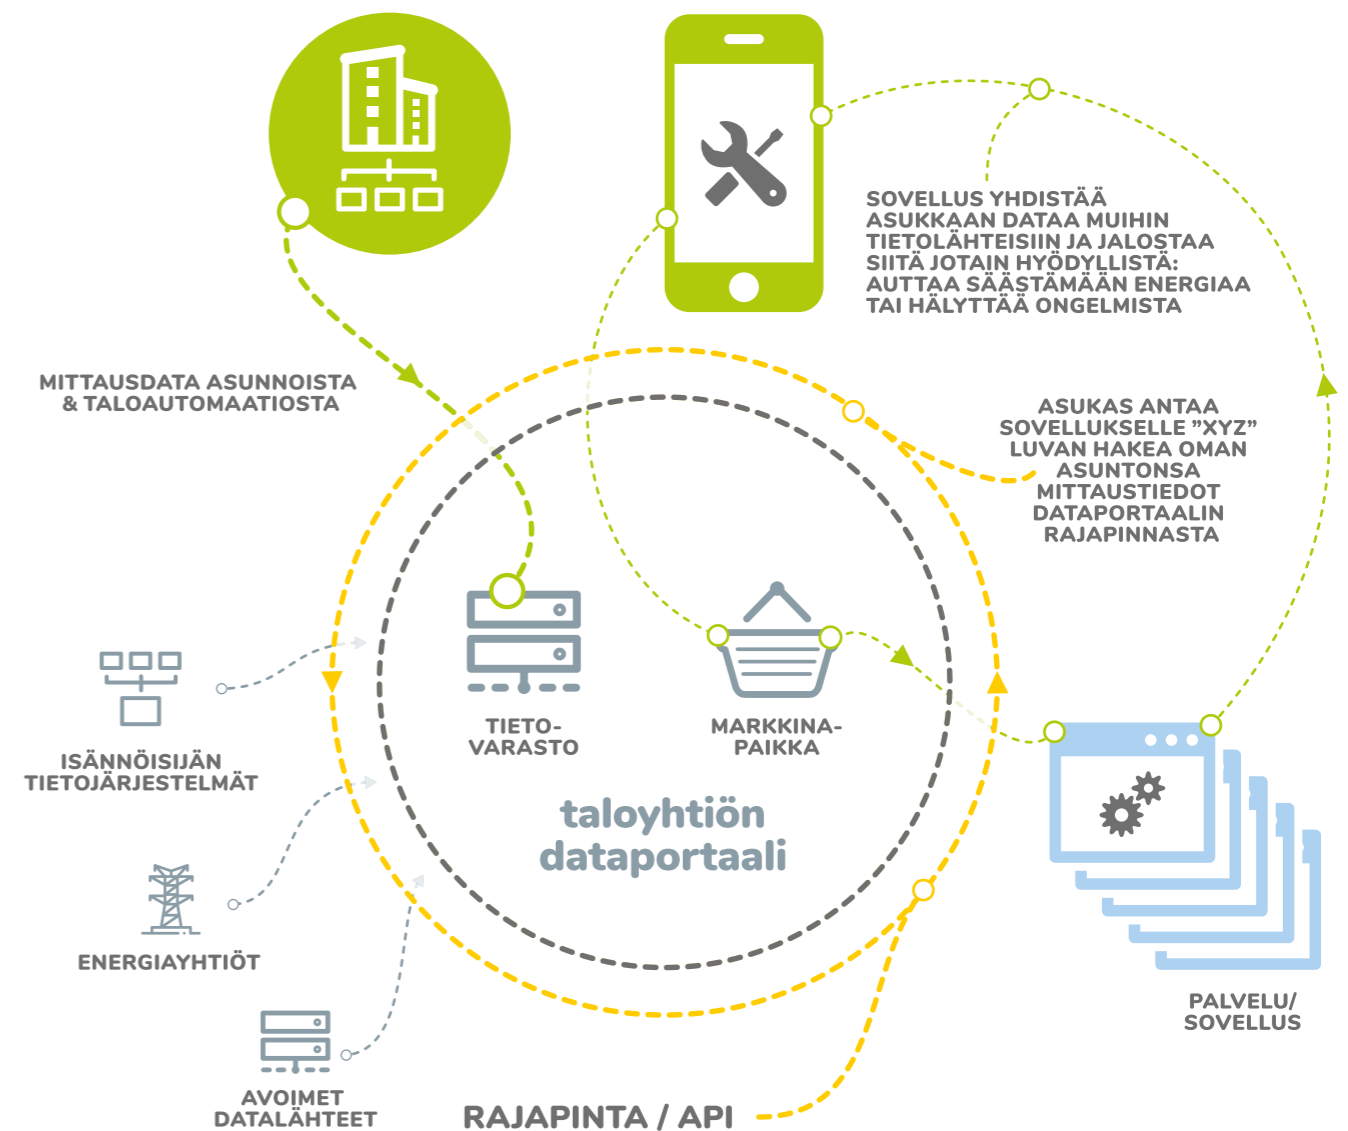 SOVELLUS YHDISTÄÄ
ASUKKAAN DATAA MUIHIN
TIETOLÄHTEISIIN JA JALOSTAA
SIITÄ JOTAIN HYÖDYLLISTÄ:
AUTTAA SÄÄSTÄMÄÄN ENERGIAA
TAI HÄLYTTÄÄ ONGELMISTA
MITTAUSDATA ASUNNOISTA
& TALOAUTOMAATIOSTA
ASUKAS ANTAA
SOVELLUKSELLE ”XYZ”
LUVAN HAKEA OMAN
ASUNTONSA
MITTAUSTIEDOT
DATAPORTAALIN
RAJAPINNASTA
TIETO-
VARASTO
MARKKINA-
PAIKKA
ISÄNNÖISIJÄN
TIETOJÄRJESTELMÄT
taloyhtiön
dataportaali
ENERGIAYHTIÖT
PALVELU/
SOVELLUS
AVOIMET
DATALÄHTEET
RAJAPINTA / API